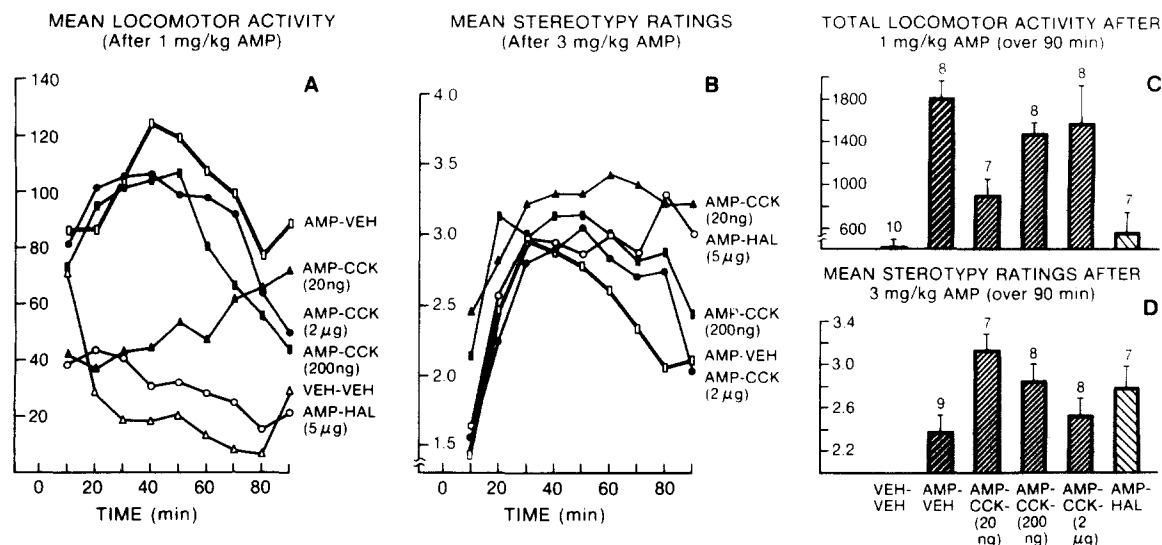 MEAN LOCOMOTOR ACTIVITY
(After 1 mg/kg AMP)
A
140
120
100
80
60
40
20
0 20 40 60 80
TIME (min)
AMP-VEH
AMP-CCK
(20ng)
AMP-CCK
(2 µg)
AMP-CCK
(200ng)
VEH-VEH
AMP-HAL
(5 µg)
MEAN STEREOTYPY RATINGS
(After 3 mg/kg AMP)
B
4.0
3.5
3.0
2.5
2.0
1.5
0 20 40 60 80
TIME (min)
AMP-CCK
(20ng)
AMP-HAL
(5 µg)
AMP-CCK
(200ng)
AMP-VEH
AMP-CCK
(2 µg)
TOTAL LOCOMOTOR ACTIVITY AFTER
1 mg/kg AMP (over 90 min)
C
1800
1400
1000
600
10 8 7 8 8 7
MEAN STEROTYPY RATINGS AFTER
3 mg/kg AMP (over 90 min)
D
3.4
3.0
2.6
2.2
9 7 8 8 7
VEH- AMP- AMP- AMP- AMP- AMP-
VEH VEH CCK- CCK- CCK- HAL
(20 (200 (2
ng) ng) µg)